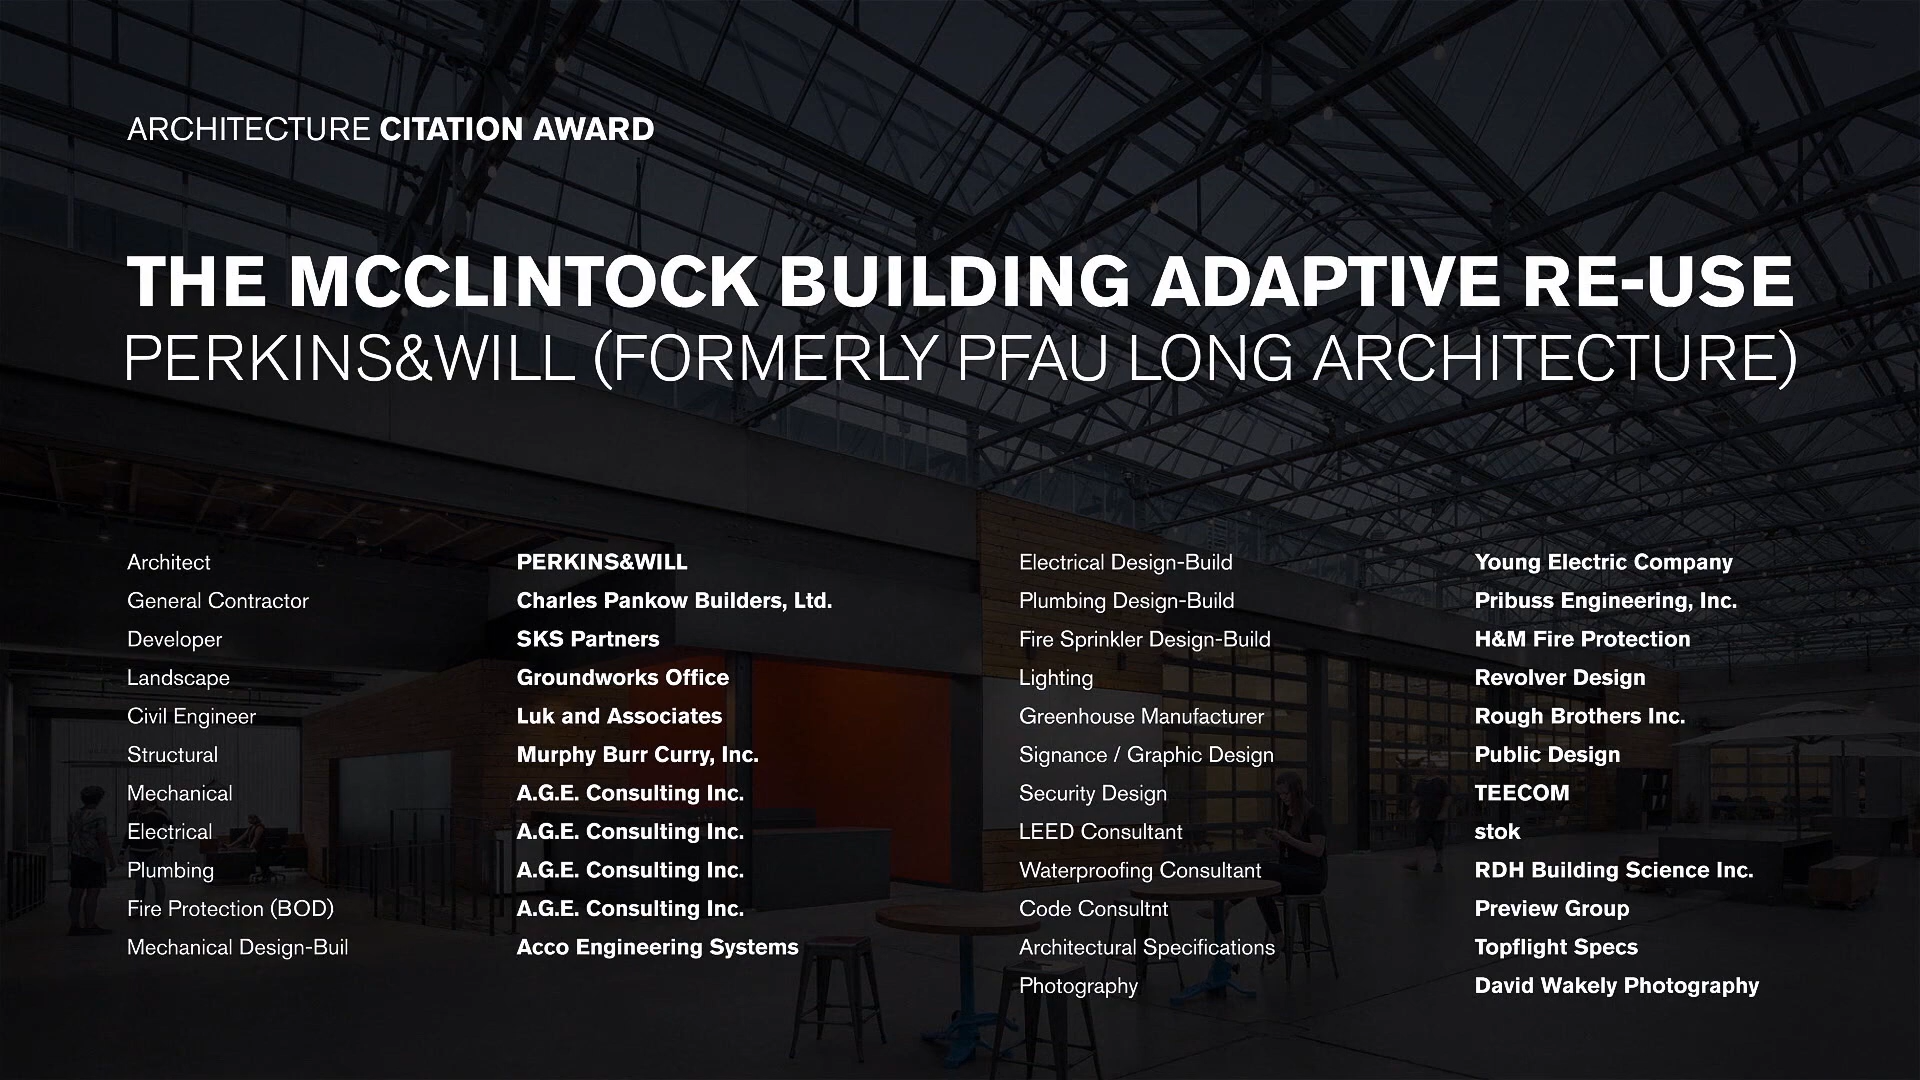 ARCHITECTURE CITATION AWARD
THE MCCLINTOCK BUILDING ADAPTIVE RE-USE
PERKINS&WILL (FORMERLY PFAU LONG ARCHITECTURE)
Architect PERKINS&WILL
General Contractor Charles Pankow Builders, Ltd.
Developer SKS Partners
Landscape Groundworks Office
Civil Engineer Luk and Associates
Structural Murphy Burr Curry, Inc.
Mechanical A.G.E. Consulting Inc.
Electrical A.G.E. Consulting Inc.
Plumbing A.G.E. Consulting Inc.
Fire Protection (BOD) A.G.E. Consulting Inc.
Mechanical Design-Buil Acco Engineering Systems
Electrical Design-Build Young Electric Company
Plumbing Design-Build Pribuss Engineering, Inc.
Fire Sprinkler Design-Build H&M Fire Protection
Lighting Revolver Design
Greenhouse Manufacturer Rough Brothers Inc.
Signance / Graphic Design Public Design
Security Design TEECOM
LEED Consultant stok
Waterproofing Consultant RDH Building Science Inc.
Code Consultnt Preview Group
Architectural Specifications Topflight Specs
Photography David Wakely Photography